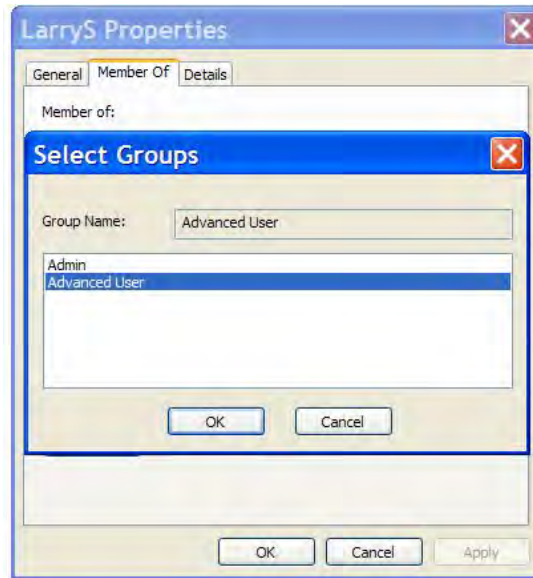 LarryS Properties
General Member Of Details
Member of:
Select Groups
Group Name: Advanced User
Admin
Advanced User
OK Cancel
OK Cancel Apply